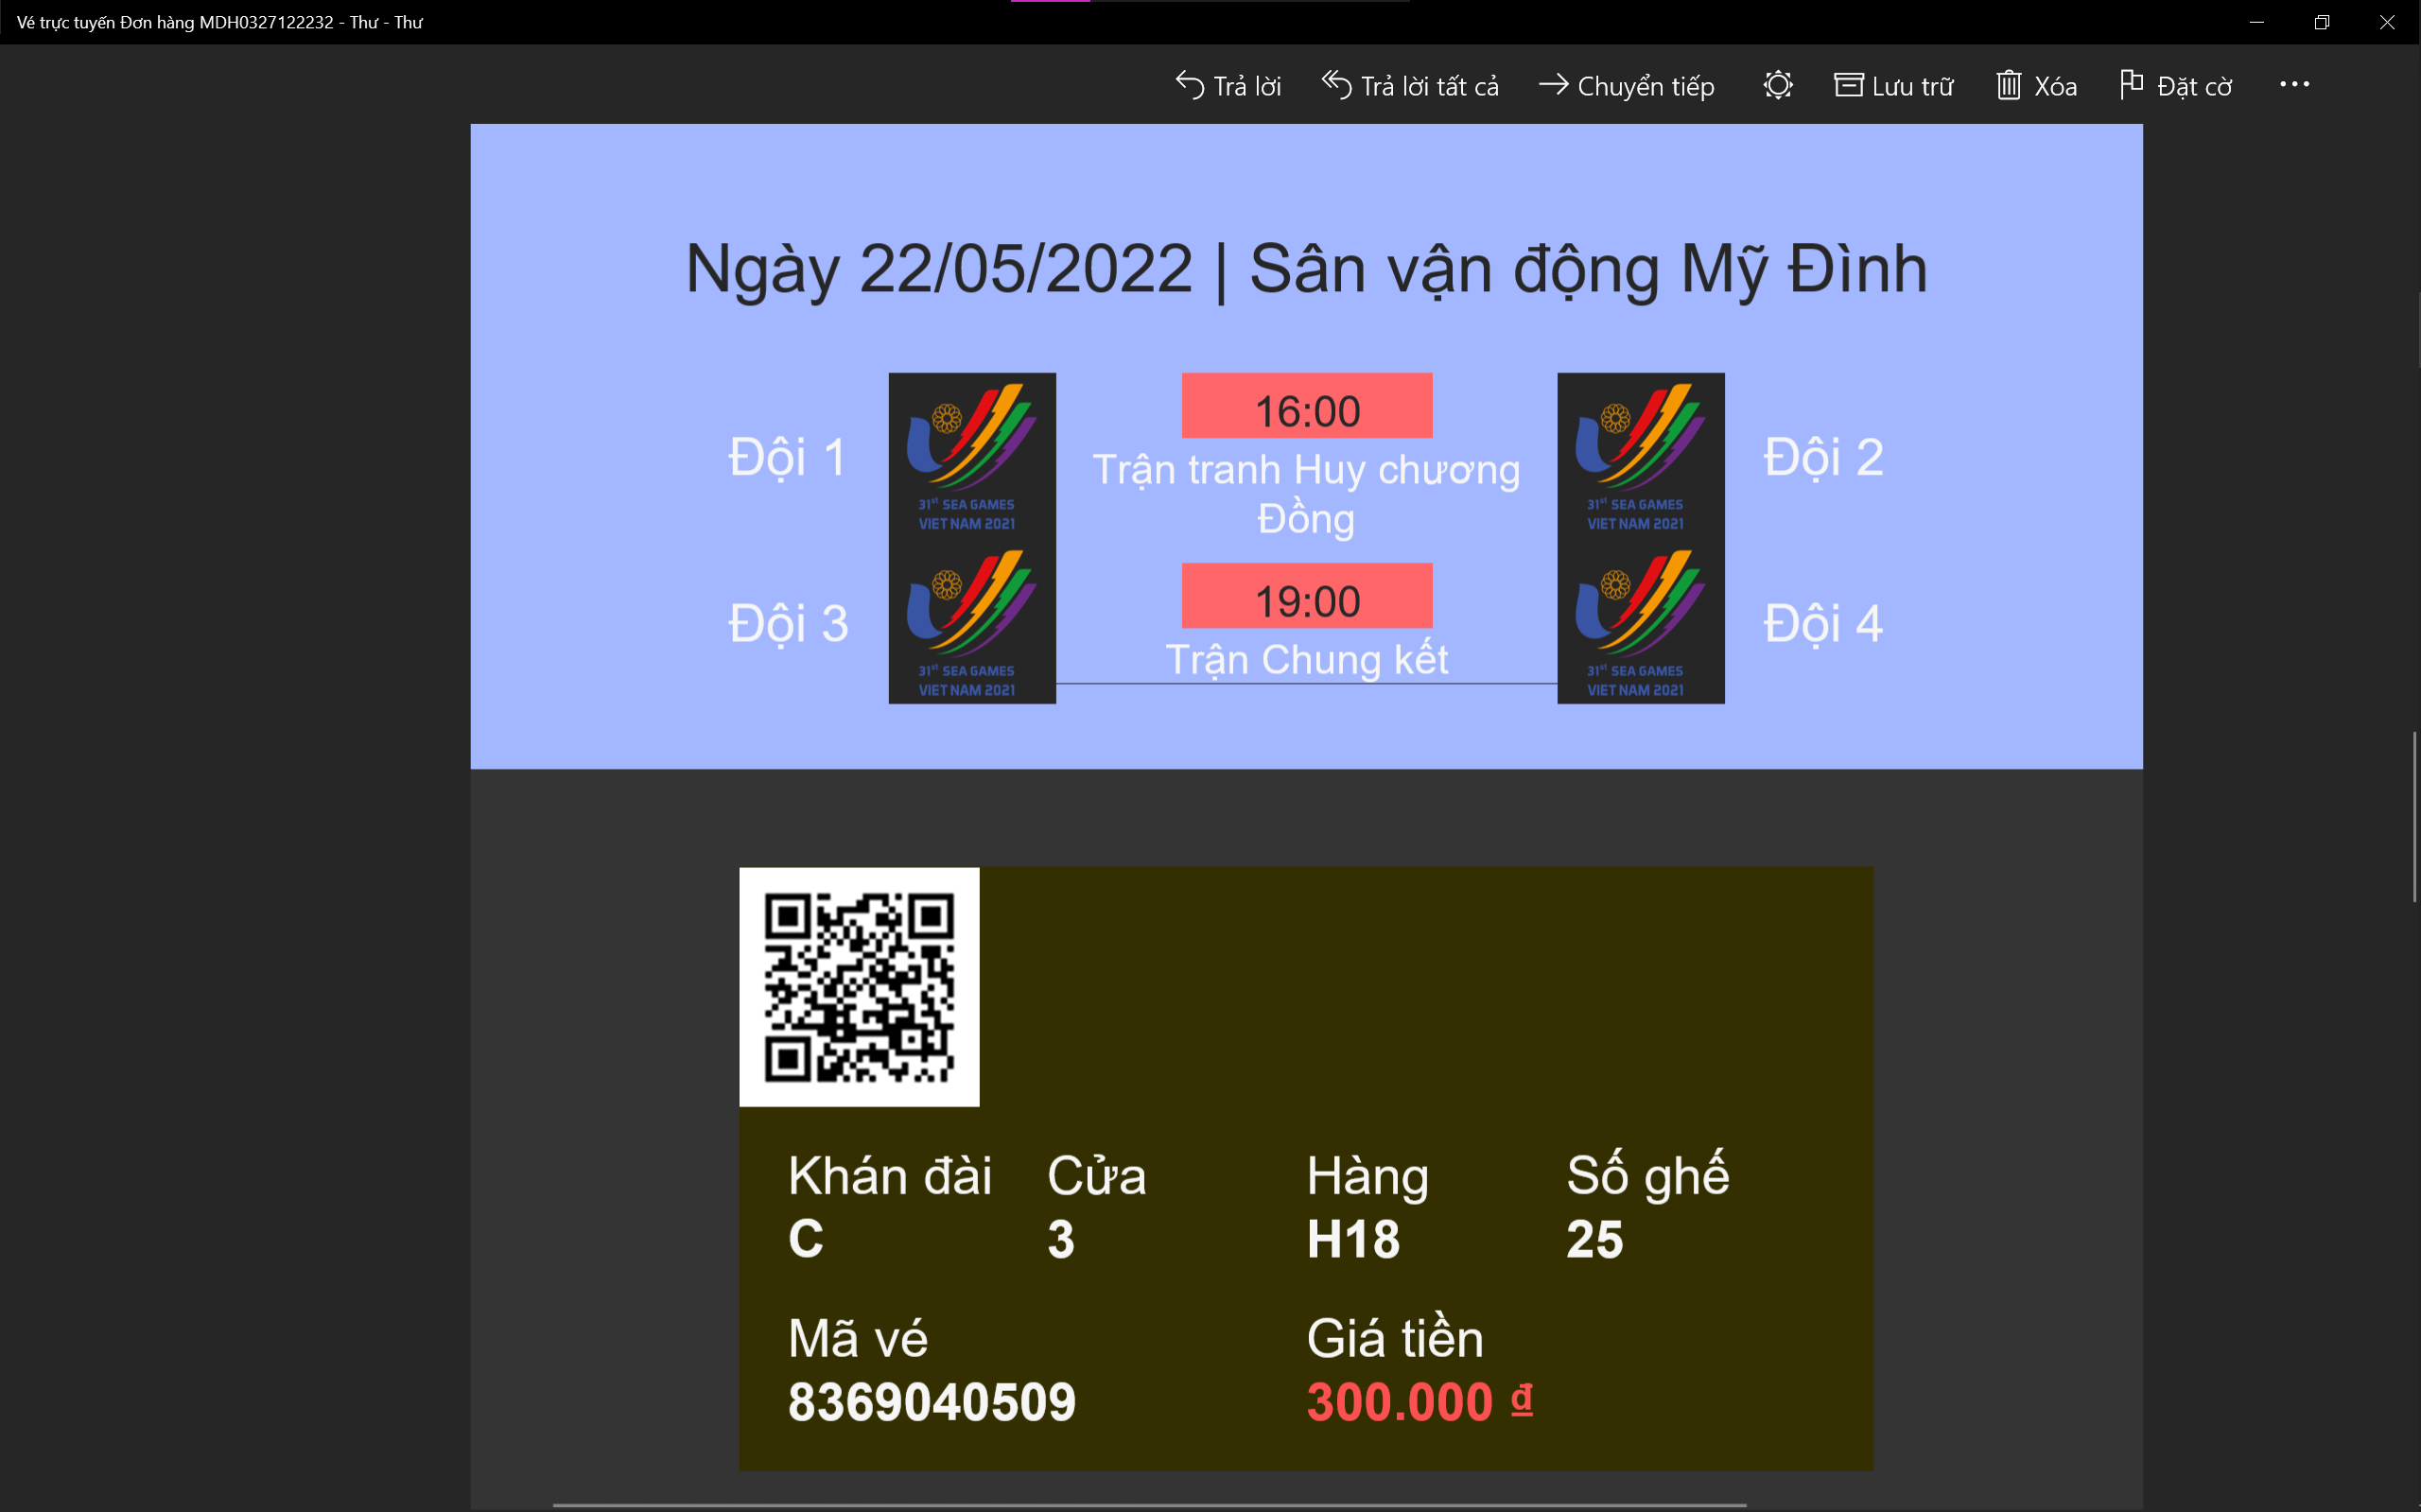 Vé trực tuyến Đơn hàng MDH0327122232 - Thư - Thư
Trả lời
Trả lời tất cả
Chuyển tiếp
Lưu trữ
Xóa
Đặt cờ
Ngày 22/05/2022 | Sân vận động Mỹ Đình
Đội 1
31st SEA GAMES
VIET NAM 2021
16:00
Trận tranh Huy chương
Đồng
31st SEA GAMES
VIET NAM 2021
Đội 2
Đội 3
31st SEA GAMES
VIET NAM 2021
19:00
Trận Chung kết
31st SEA GAMES
VIET NAM 2021
Đội 4
Khán đài
Cửa
Hàng
Số ghế
C
3
H18
25
Mã vé
Giá tiền
8369040509
300.000 ₫